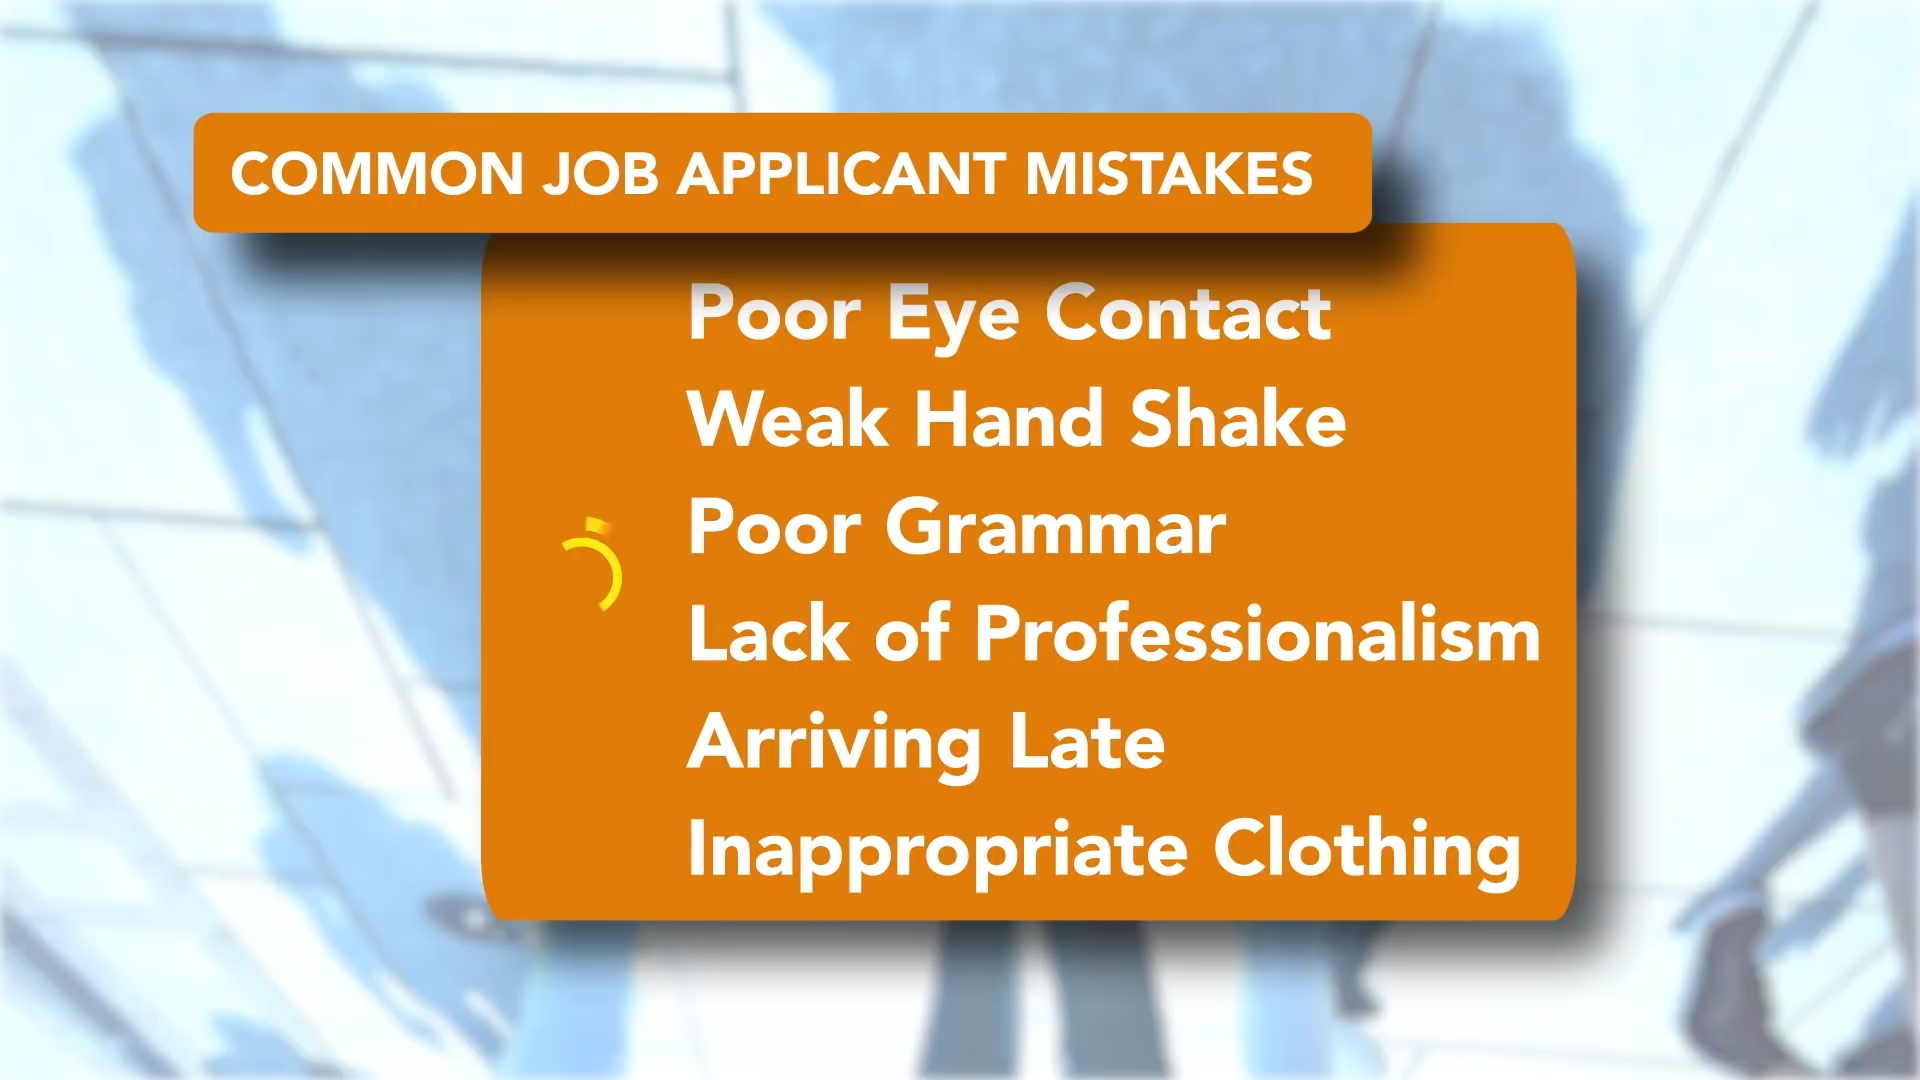 COMMON JOB APPLICANT MISTAKES
Poor Eye Contact
Weak Hand Shake
Poor Grammar
Lack of Professionalism
Arriving Late
Inappropriate Clothing